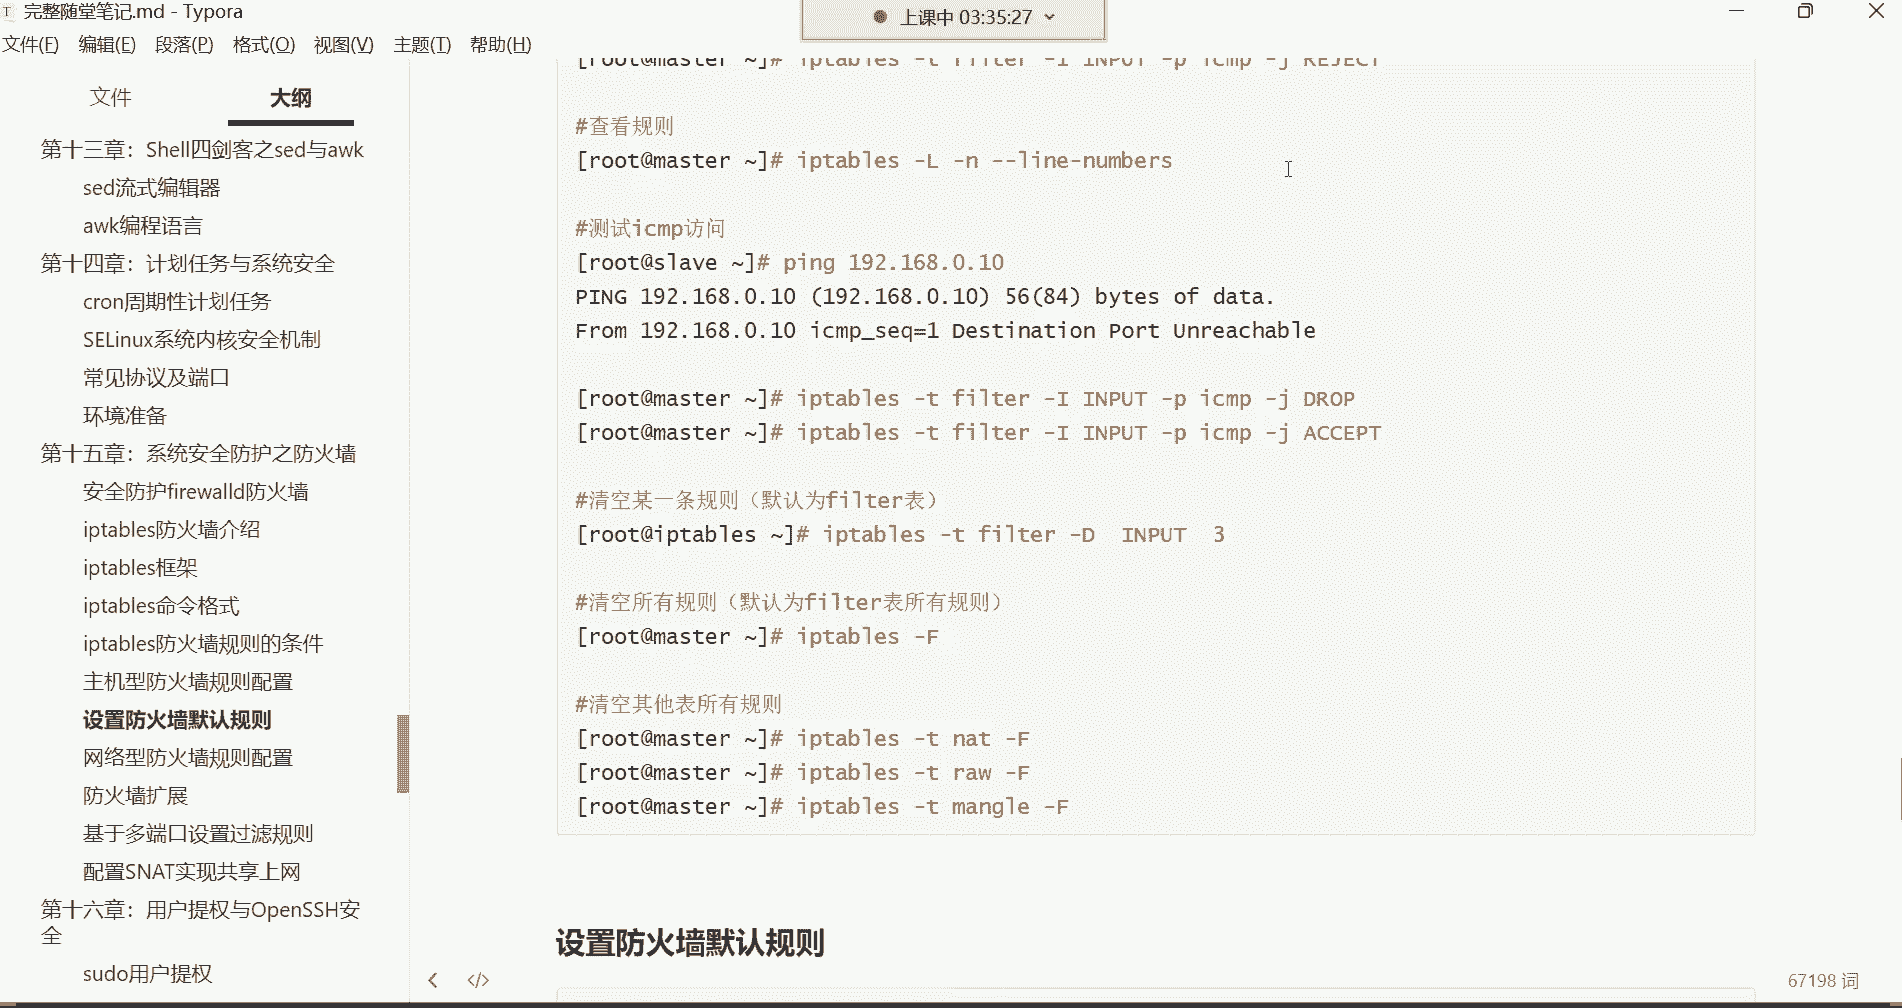 完整随堂笔记.md - Typora
上课中 03:35:27
文件(F) 编辑(E) 段落(P) 格式(O) 视图(V) 主题(T) 帮助(H)
文件 大纲
第十三章：Shell四剑客之sed与awk
sed流式编辑器
awk编程语言
第十四章：计划任务与系统安全
cron周期性计划任务
SELinux系统内核安全机制
常见协议及端口
环境准备
第十五章：系统安全防护之防火墙
安全防护firewalld防火墙
iptables防火墙介绍
iptables框架
iptables命令格式
iptables防火墙规则的条件
主机型防火墙规则配置
设置防火墙默认规则
网络型防火墙规则配置
防火墙扩展
基于多端口设置过滤规则
配置SNAT实现共享上网
第十六章：用户提权与OpenSSH安
全
sudo用户提权
[root@master ~]# iptables -t filter -I INPUT -p icmp -j REJECT
#查看规则
[root@master ~]# iptables -L -n --line-numbers
#测试icmp访问
[root@slave ~]# ping 192.168.0.10
PING 192.168.0.10 (192.168.0.10) 56(84) bytes of data.
From 192.168.0.10 icmp_seq=1 Destination Port Unreachable
[root@master ~]# iptables -t filter -I INPUT -p icmp -j DROP
[root@master ~]# iptables -t filter -I INPUT -p icmp -j ACCEPT
#清空某一条规则（默认为filter表）
[root@iptables ~]# iptables -t filter -D  INPUT  3
#清空所有规则（默认为filter表所有规则）
[root@master ~]# iptables -F
#清空其他表所有规则
[root@master ~]# iptables -t nat -F
[root@master ~]# iptables -t raw -F
[root@master ~]# iptables -t mangle -F
设置防火墙默认规则
67198 词